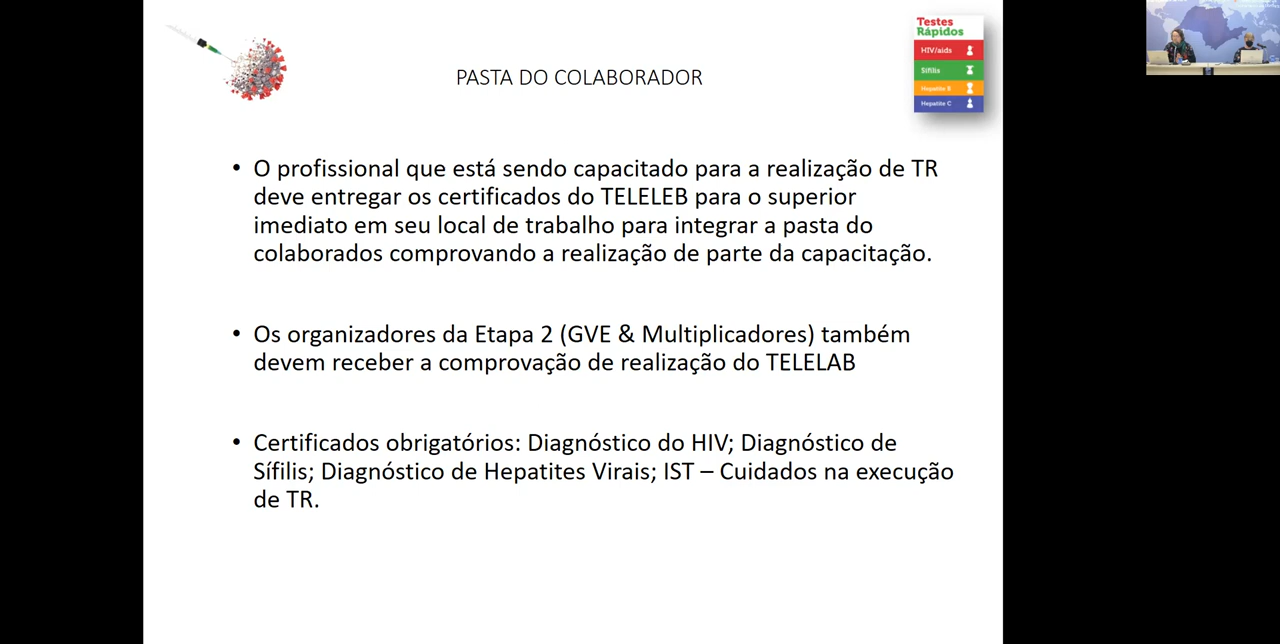 PASTA DO COLABORADOR
Testes
Rápidos
HIV/aids
Sífilis
Hepatite B
Hepatite C
• O profissional que está sendo capacitado para a realização de TR
deve entregar os certificados do TELELEB para o superior
imediato em seu local de trabalho para integrar a pasta do
colaborados comprovando a realização de parte da capacitação.
• Os organizadores da Etapa 2 (GVE & Multiplicadores) também
devem receber a comprovação de realização do TELELAB
• Certificados obrigatórios: Diagnóstico do HIV; Diagnóstico de
Sífilis; Diagnóstico de Hepatites Virais; IST – Cuidados na execução
de TR.